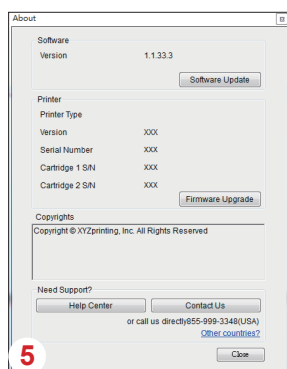 About
Software
Version 1.1.33.3
Software Update
Printer
Printer Type
Version XXX
Serial Number XXX
Cartridge 1 S/N XXX
Cartridge 2 S/N XXX
Firmware Upgrade
Copyrights
Copyright © XYZprinting, Inc. All Rights Reserved
Need Support?
Help Center Contact Us
or call us directly855-999-3348(USA)
Other countries?
Close
5